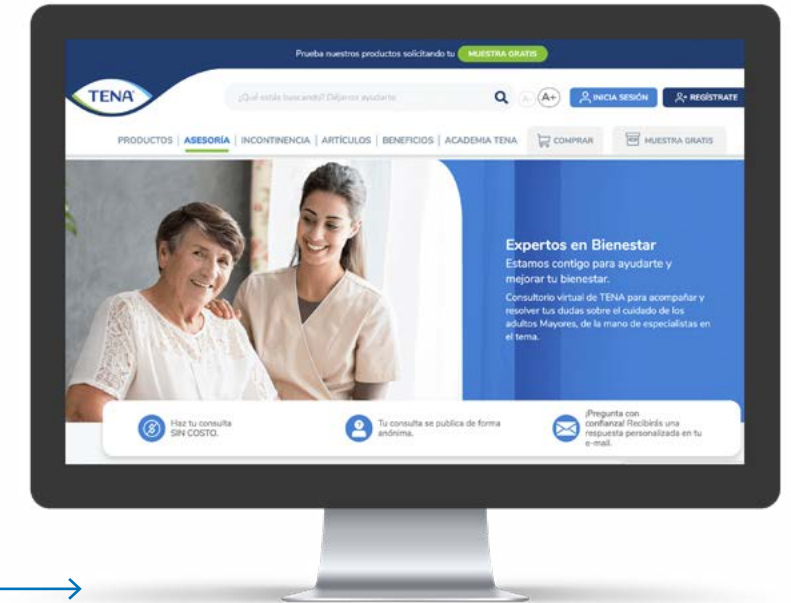 Prueba nuestros productos solicitando tu MUESTRA GRATIS
TENA
¿Qué estás buscando? Déjanos ayudarte
A-
A+
INICIA SESIÓN
REGÍSTRATE
PRODUCTOS | ASESORÍA | INCONTINENCIA | ARTÍCULOS | BENEFICIOS | ACADEMIA TENA
COMPRAR
MUESTRA GRATIS
Expertos en Bienestar
Estamos contigo para ayudarte y
mejorar tu bienestar.
Consultorio virtual de TENA para acompañar y
resolver tus dudas sobre el cuidado de los
adultos Mayores, de la mano de especialistas en
el tema.
Haz tu consulta
SIN COSTO.
Tu consulta se publica de forma
anónima.
¡Pregunta con
confianza! Recibirás una
respuesta personalizada en tu
e-mail.